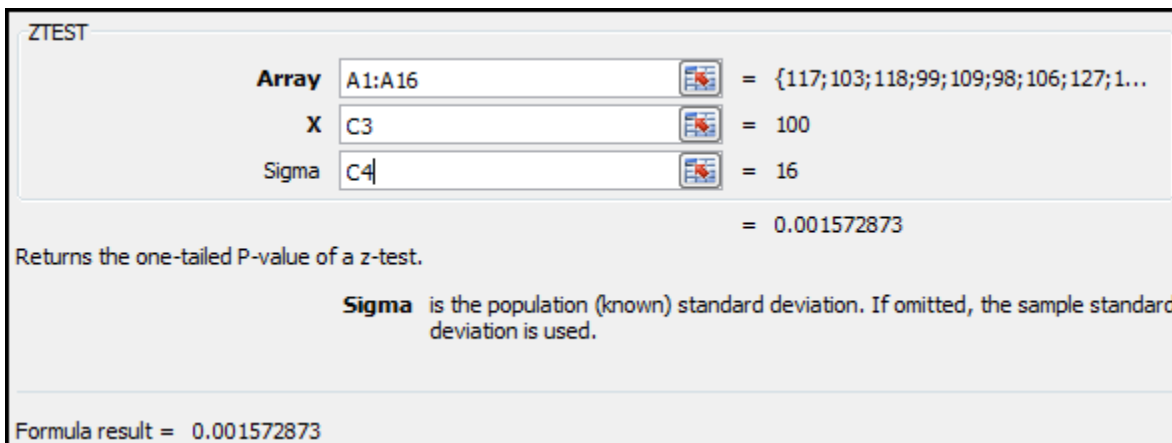 ZTEST
Array A1:A16 = {117;103;118;99;109;98;106;127;1...
X C3 = 100
Sigma C4 = 16
= 0.001572873
Returns the one-tailed P-value of a z-test.
Sigma is the population (known) standard deviation. If omitted, the sample standard
deviation is used.
Formula result = 0.001572873